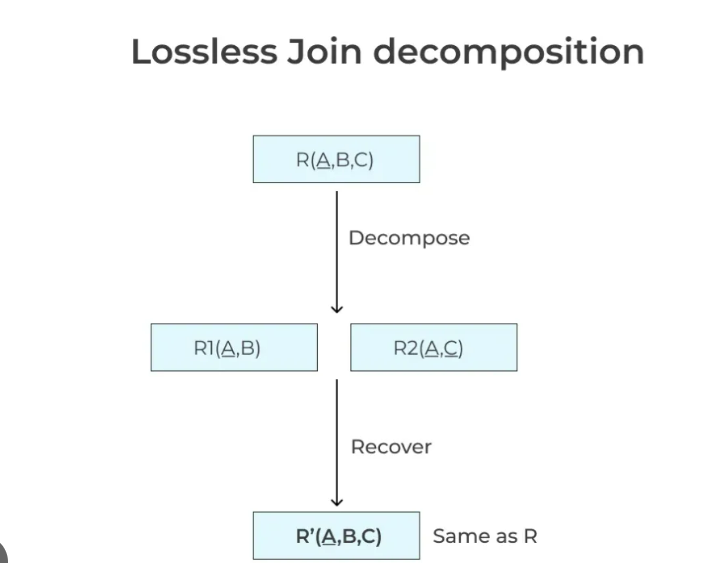 Lossless Join decomposition
R(A,B,C)
Decompose
R1(A,B)
R2(A,C)
Recover
R’(A,B,C)
Same as R